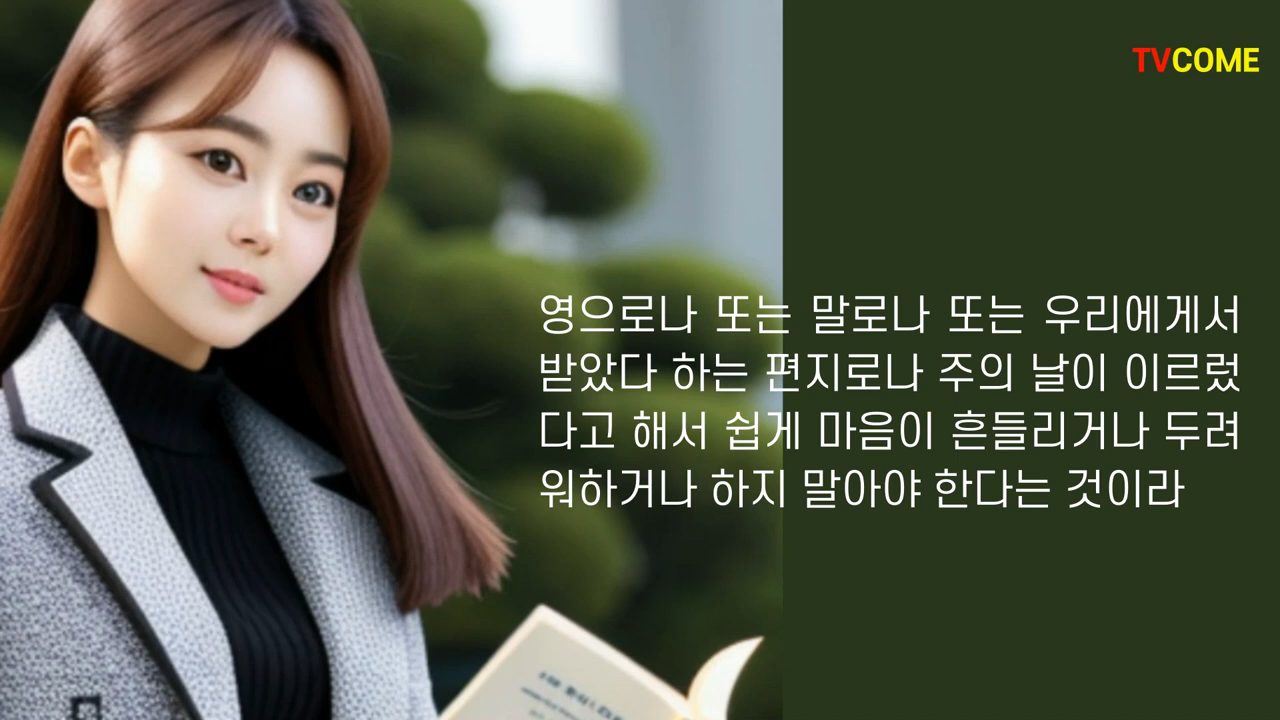 TVCOME
영으로나 또는 말로나 또는 우리에게서
받았다 하는 편지로나 주의 날이 이르렀
다고 해서 쉽게 마음이 흔들리거나 두려
워하거나 하지 말아야 한다는 것이라